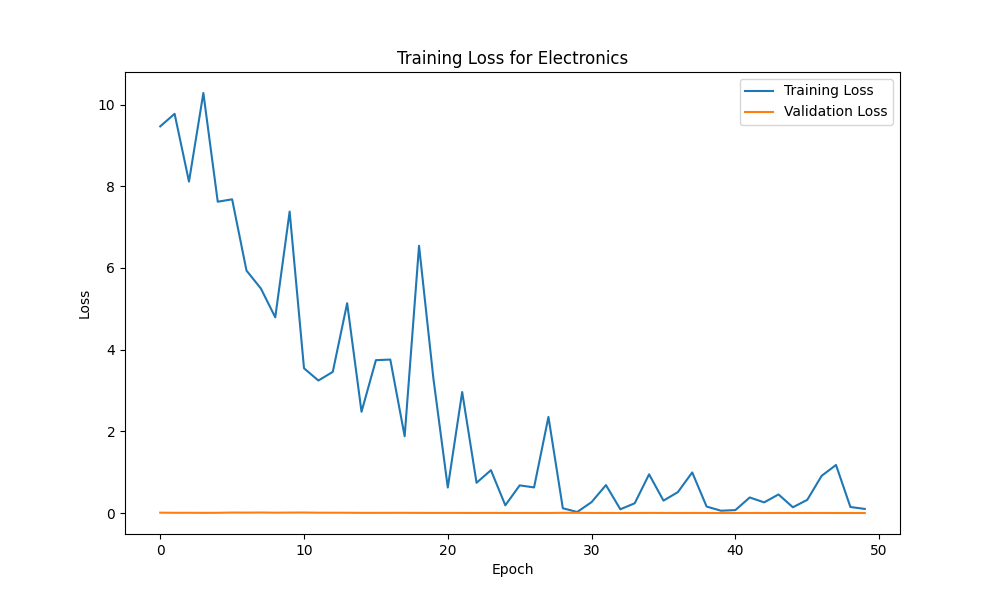 Training Loss for Electronics
Training Loss
Validation Loss
10
8
6
4
2
0
Loss
0 10 20 30 40 50
Epoch